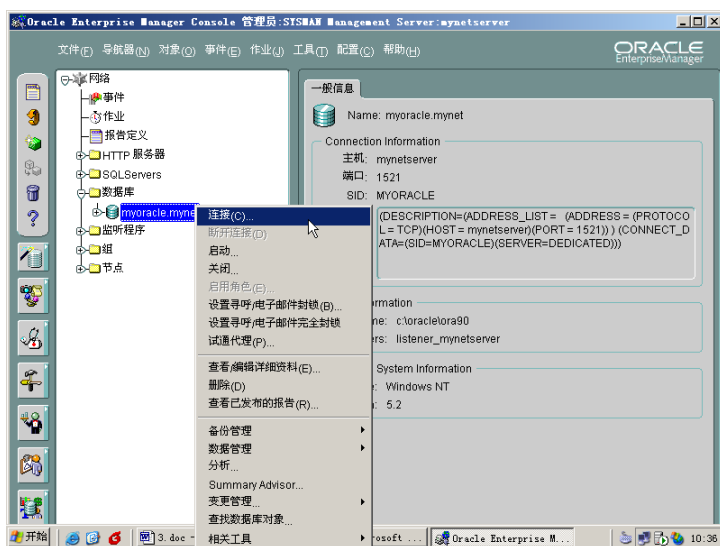 Oracle Enterprise Manager Console 管理员:SYSMAN Management Server:mynetserver
文件(F) 导航器(N) 对象(O) 事件(E) 作业(J) 工具(T) 配置(C) 帮助(H)
ORACLE
EnterpriseManager
网络
事件
作业
报告定义
HTTP 服务器
SQLServers
数据库
myoracle.myne
监听程序
组
节点
连接(C)...
断开连接(D)
启动...
关闭...
启用角色(E)...
设置寻呼/电子邮件封锁(B)...
设置寻呼/电子邮件完全封锁
试通代理(P)...
查看/编辑详细资料(E)...
删除(D)
查看已发布的报告(R)...
备份管理
数据管理
分析...
Summary Advisor...
变更管理...
查找数据库对象...
相关工具
一般信息
Name: myoracle.mynet
Connection Information
主机: mynetserver
端口: 1521
SID: MYORACLE
(DESCRIPTION=(ADDRESS_LIST = (ADDRESS = (PROTOCO
L = TCP)(HOST = mynetserver)(PORT = 1521)) ) (CONNECT_D
ATA=(SID=MYORACLE)(SERVER=DEDICATED)))
rmation
ne: c:\oracle\ora90
ers: listener_mynetserver
System Information
: Windows NT
: 5.2
开始
3.doc -
rosoft ...
Oracle Enterprise M...
10:36